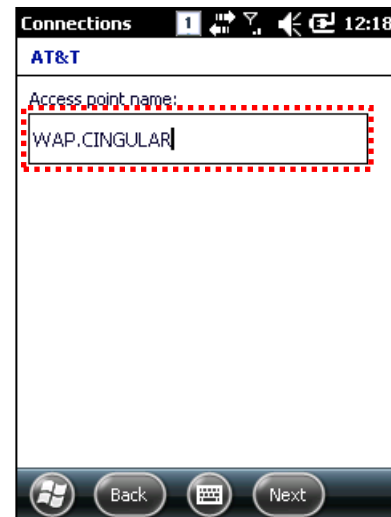 Connections 1 12:18
AT&T
Access point name:
WAP.CINGULAR
Back Next